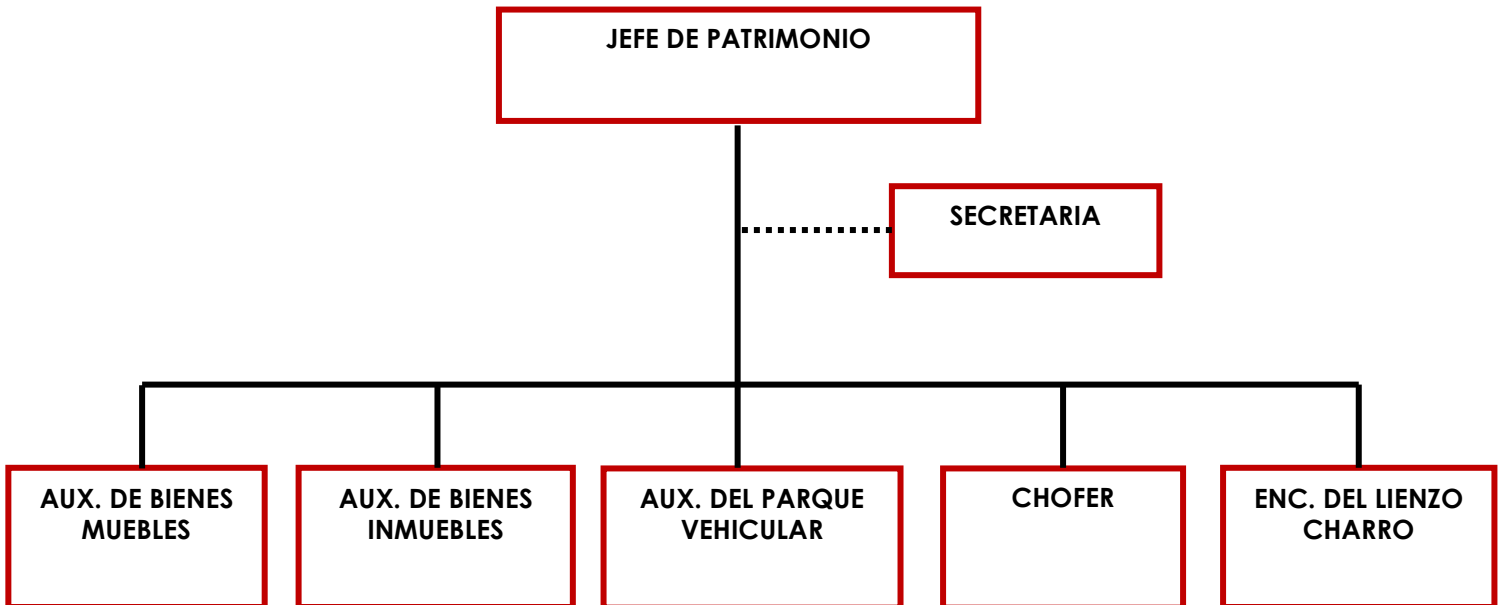 JEFE DE PATRIMONIO
SECRETARIA
AUX. DE BIENES
MUEBLES
AUX. DE BIENES
INMUEBLES
AUX. DEL PARQUE
VEHICULAR
CHOFER
ENC. DEL LIENZO
CHARRO